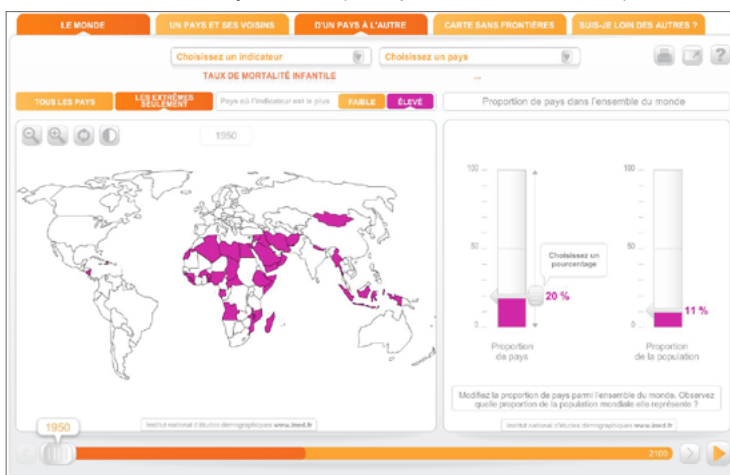 LE MONDE
UN PAYS ET SES VOISINS
D'UN PAYS À L'AUTRE
CARTE SANS FRONTIÈRES
SUIS-JE LOIN DES AUTRES ?
Choisissez un indicateur
Choisissez un pays
?
TAUX DE MORTALITÉ INFANTILE
...
TOUS LES PAYS
LES EXTRÊMES
SEULEMENT
Pays où l'indicateur est le plus
FAIBLE
ÉLEVÉ
Proportion de pays dans l'ensemble du monde
1950
100
100
50
50
Choisissez un
pourcentage
20 %
11 %
0
0
Proportion
de pays
Proportion
de la population
Modifiez la proportion de pays parmi l'ensemble du monde. Observez
quelle proportion de la population mondiale elle représente ?
Institut national d'études démographiques www.ined.fr
Institut national d'études démographiques www.ined.fr
1950
2100